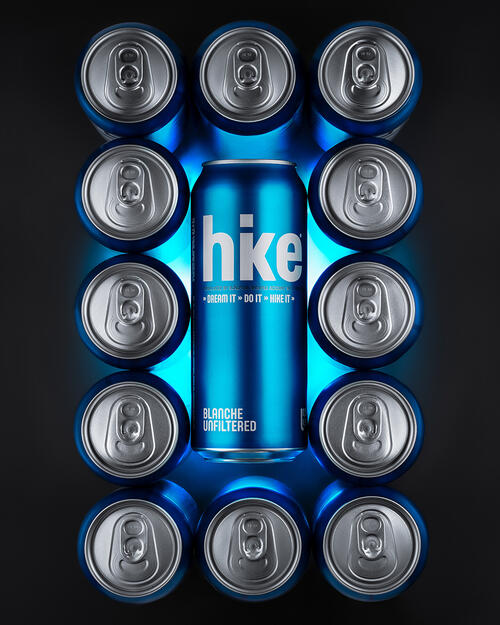 hike
» DREAM IT » DO IT » HIKE IT »
BLANCHE
UNFILTERED